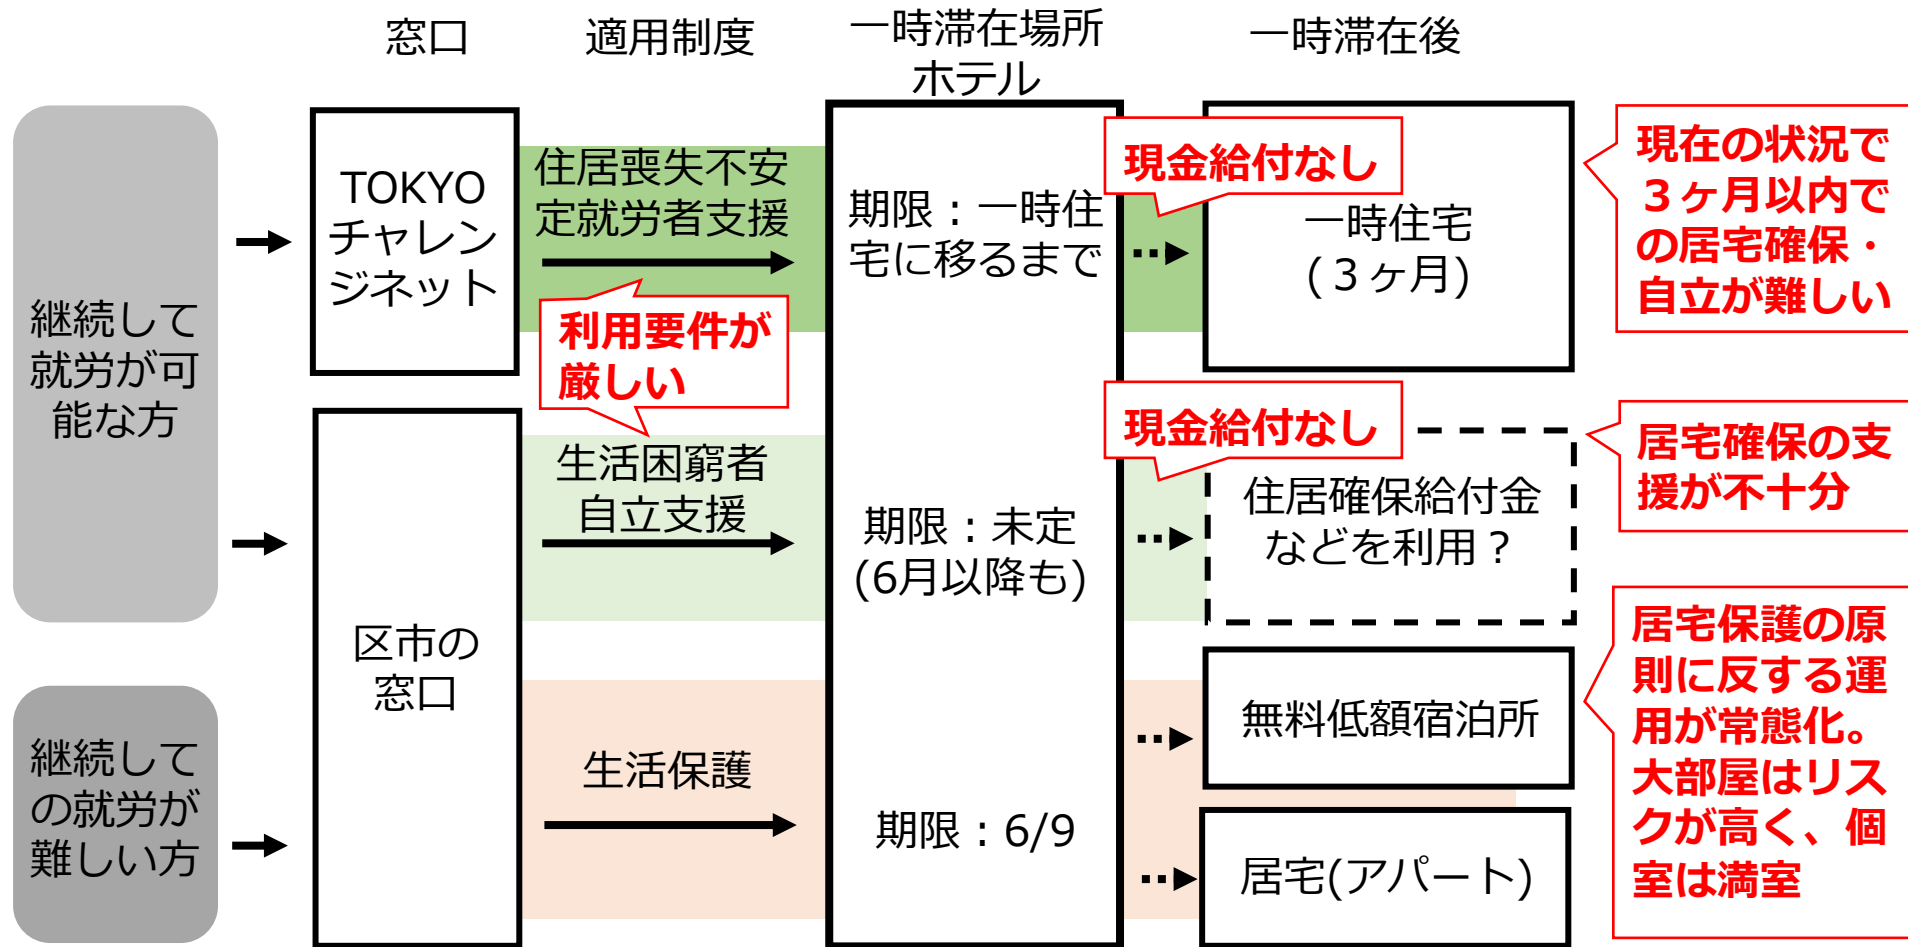 窓口
適用制度
一時滞在場所
ホテル
一時滞在後
継続して
就労が可
能な方
継続して
の就労が
難しい方
TOKYO
チャレン
ジネット
区市の
窓口
住居喪失不安
定就労者支援
利用要件が
厳しい
生活困窮者
自立支援
生活保護
期限：一時住
宅に移るまで
期限：未定
(6月以降も)
期限：6/9
現金給付なし
一時住宅
(３ヶ月)
現金給付なし
住居確保給付金
などを利用？
無料低額宿泊所
居宅(アパート)
現在の状況で
３ヶ月以内で
の居宅確保・
自立が難しい
居宅確保の支
援が不十分
居宅保護の原
則に反する運
用が常態化。
大部屋はリス
クが高く、個
室は満室